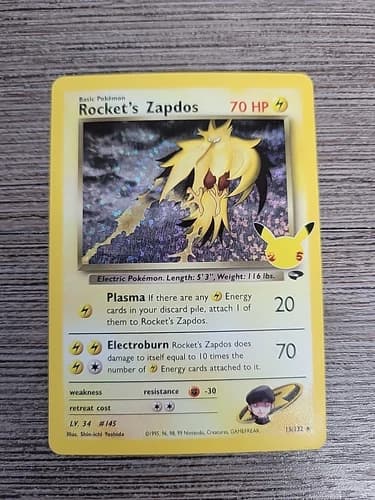 Basic Pokémon
Rocket's Zapdos 70 HP
2 5
Electric Pokémon. Length: 5' 3", Weight: 116 lbs.
Plasma If there are any Energy 20
cards in your discard pile, attach 1 of
them to Rocket's Zapdos.
Electroburn Rocket's Zapdos does 70
damage to itself equal to 10 times the
number of Energy cards attached to it.
weakness resistance -30
retreat cost
LV. 34 #145
Illus. Shin-ichi Yoshida ©1995, 96, 98, 99 Nintendo, Creatures, GAMEFREAK. 15/132 ★